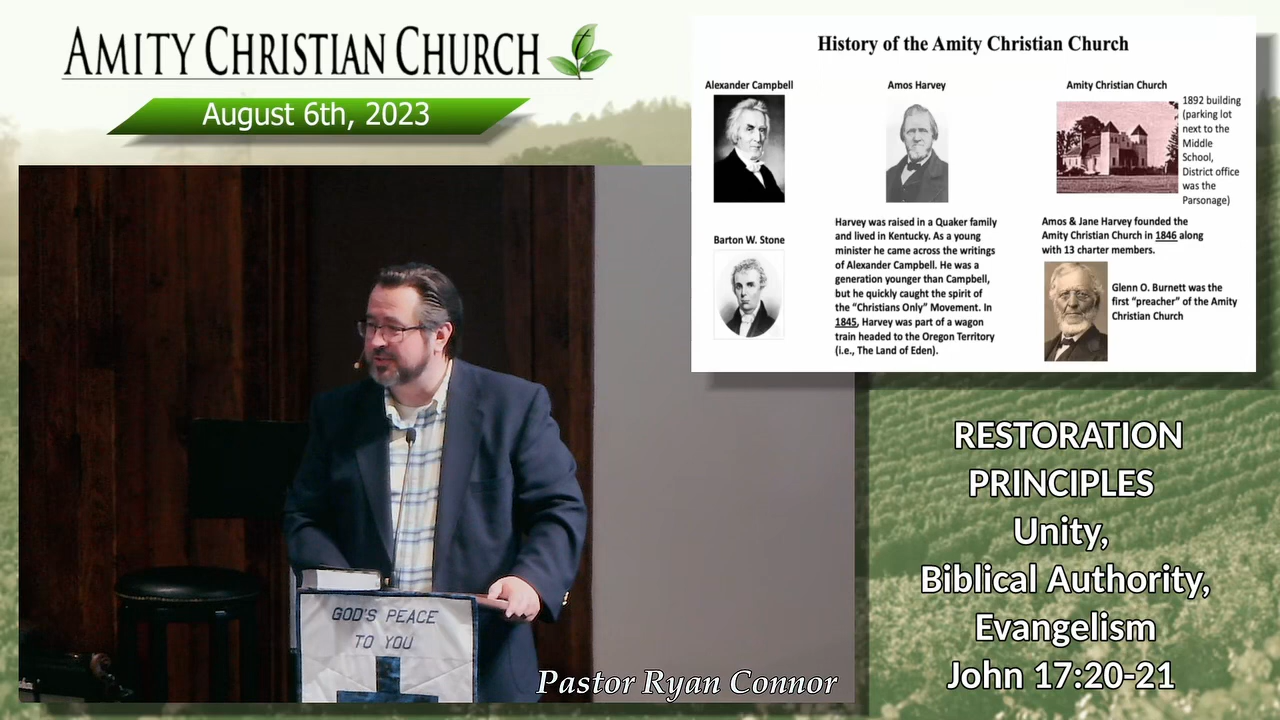 AMITY CHRISTIAN CHURCH
August 6th, 2023
History of the Amity Christian Church
Alexander Campbell
Amos Harvey
Amity Christian Church
1892 building
(parking lot
next to the
Middle
School,
District office
was the
Parsonage)
Barton W. Stone
Harvey was raised in a Quaker family
and lived in Kentucky. As a young
minister he came across the writings
of Alexander Campbell. He was a
generation younger than Campbell,
but he quickly caught the spirit of
the “Christians Only” Movement. In
1845, Harvey was part of a wagon
train headed to the Oregon Territory
(i.e., The Land of Eden).
Amos & Jane Harvey founded the
Amity Christian Church in 1846 along
with 13 charter members.
Glenn O. Burnett was the
first “preacher” of the Amity
Christian Church
GOD'S PEACE
TO YOU
Pastor Ryan Connor
RESTORATION
PRINCIPLES
Unity,
Biblical Authority,
Evangelism
John 17:20-21